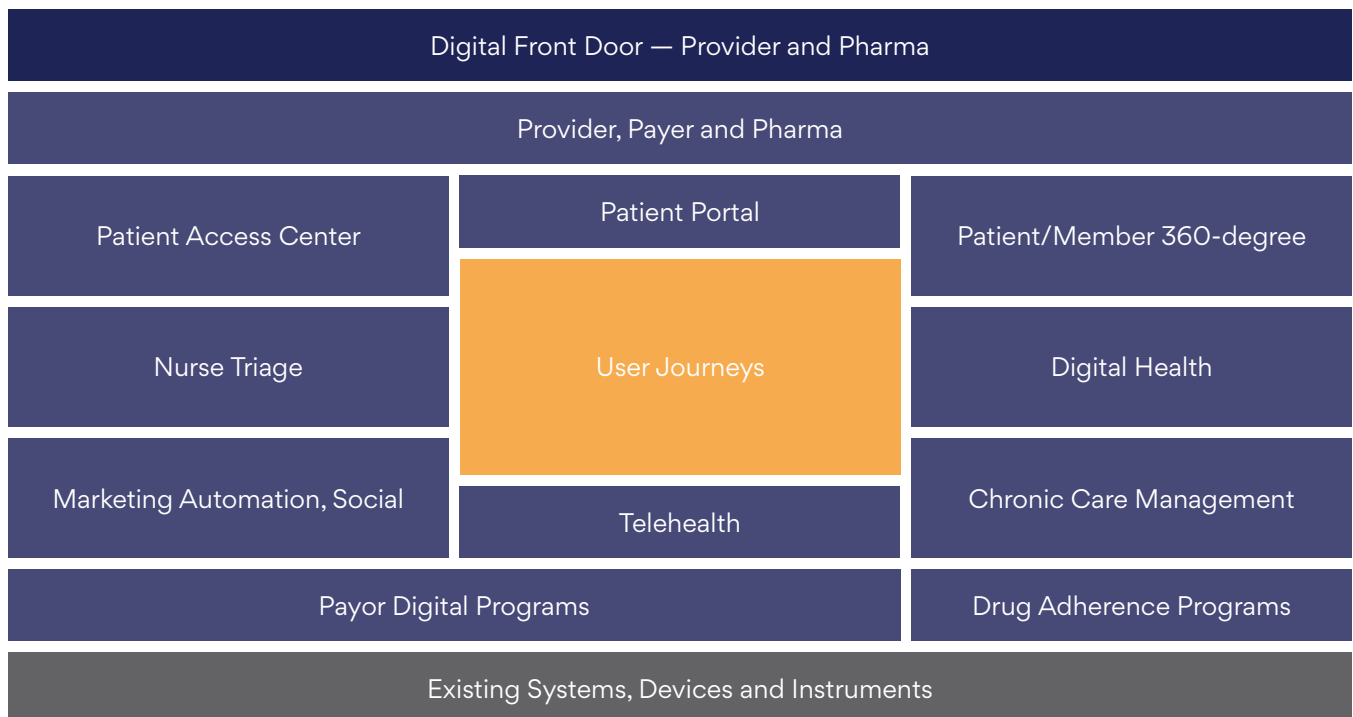 Digital Front Door — Provider and Pharma
Provider, Payer and Pharma
Patient Access Center
Patient Portal
Patient/Member 360-degree
Nurse Triage
User Journeys
Digital Health
Marketing Automation, Social
Telehealth
Chronic Care Management
Payor Digital Programs
Drug Adherence Programs
Existing Systems, Devices and Instruments